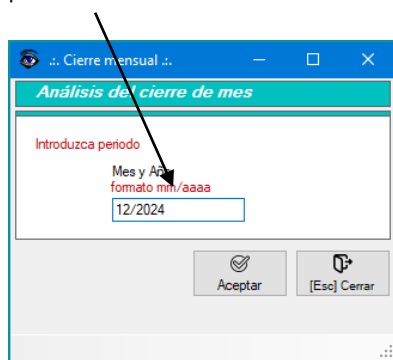 .:. Cierre mensual .:.
Análisis del cierre de mes
Introduzca periodo
Mes y Año
formato mm/aaaa
12/2024
Aceptar
[Esc] Cerrar